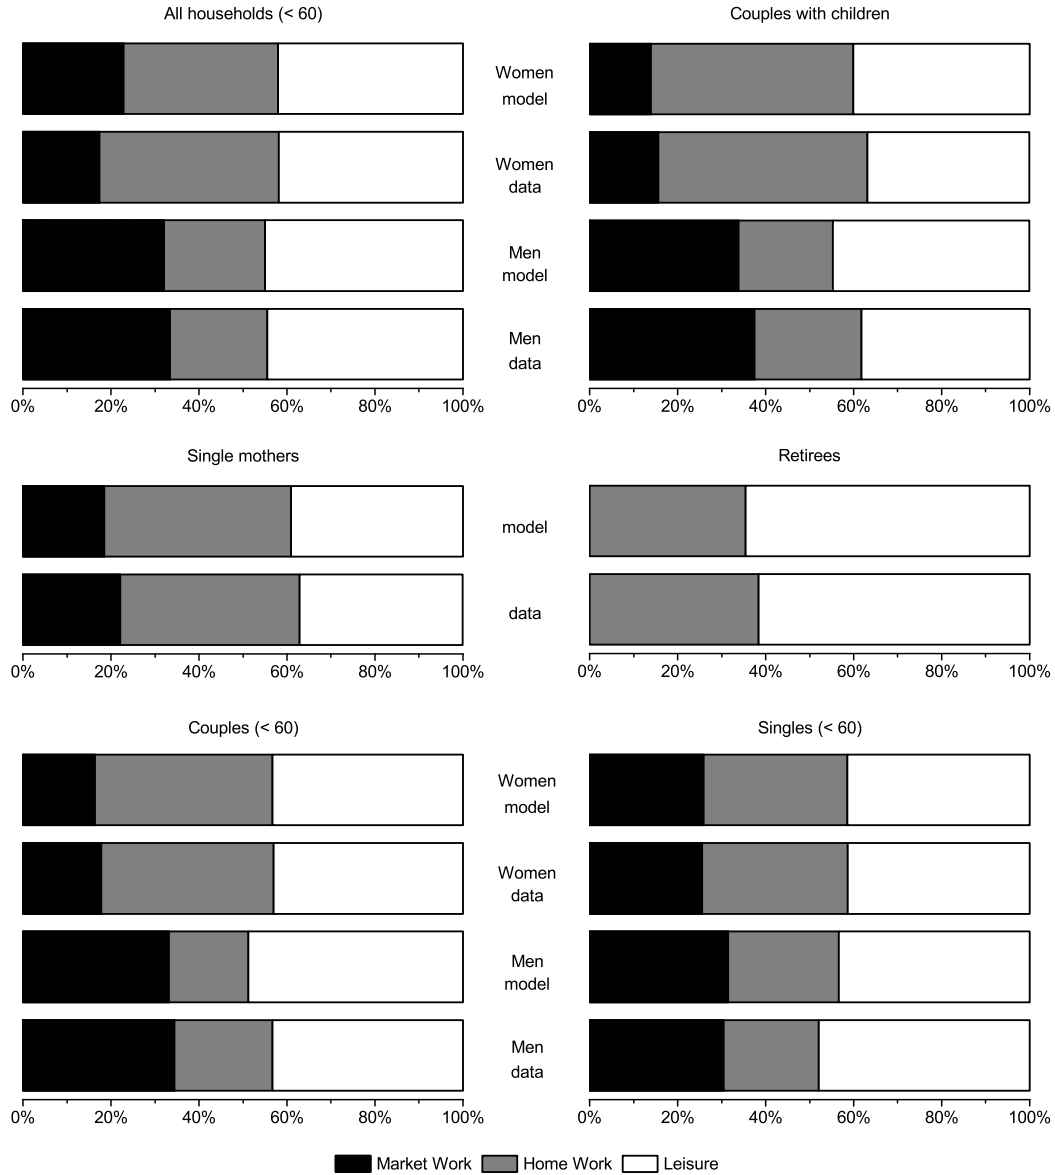 All households (< 60)
Couples with children
Women
model
Women
data
Men
model
Men
data
0% 20% 40% 60% 80% 100%
0% 20% 40% 60% 80% 100%
Single mothers
Retirees
model
data
0% 20% 40% 60% 80% 100%
0% 20% 40% 60% 80% 100%
Couples (< 60)
Singles (< 60)
Women
model
Women
data
Men
model
Men
data
0% 20% 40% 60% 80% 100%
0% 20% 40% 60% 80% 100%
Market Work Home Work Leisure